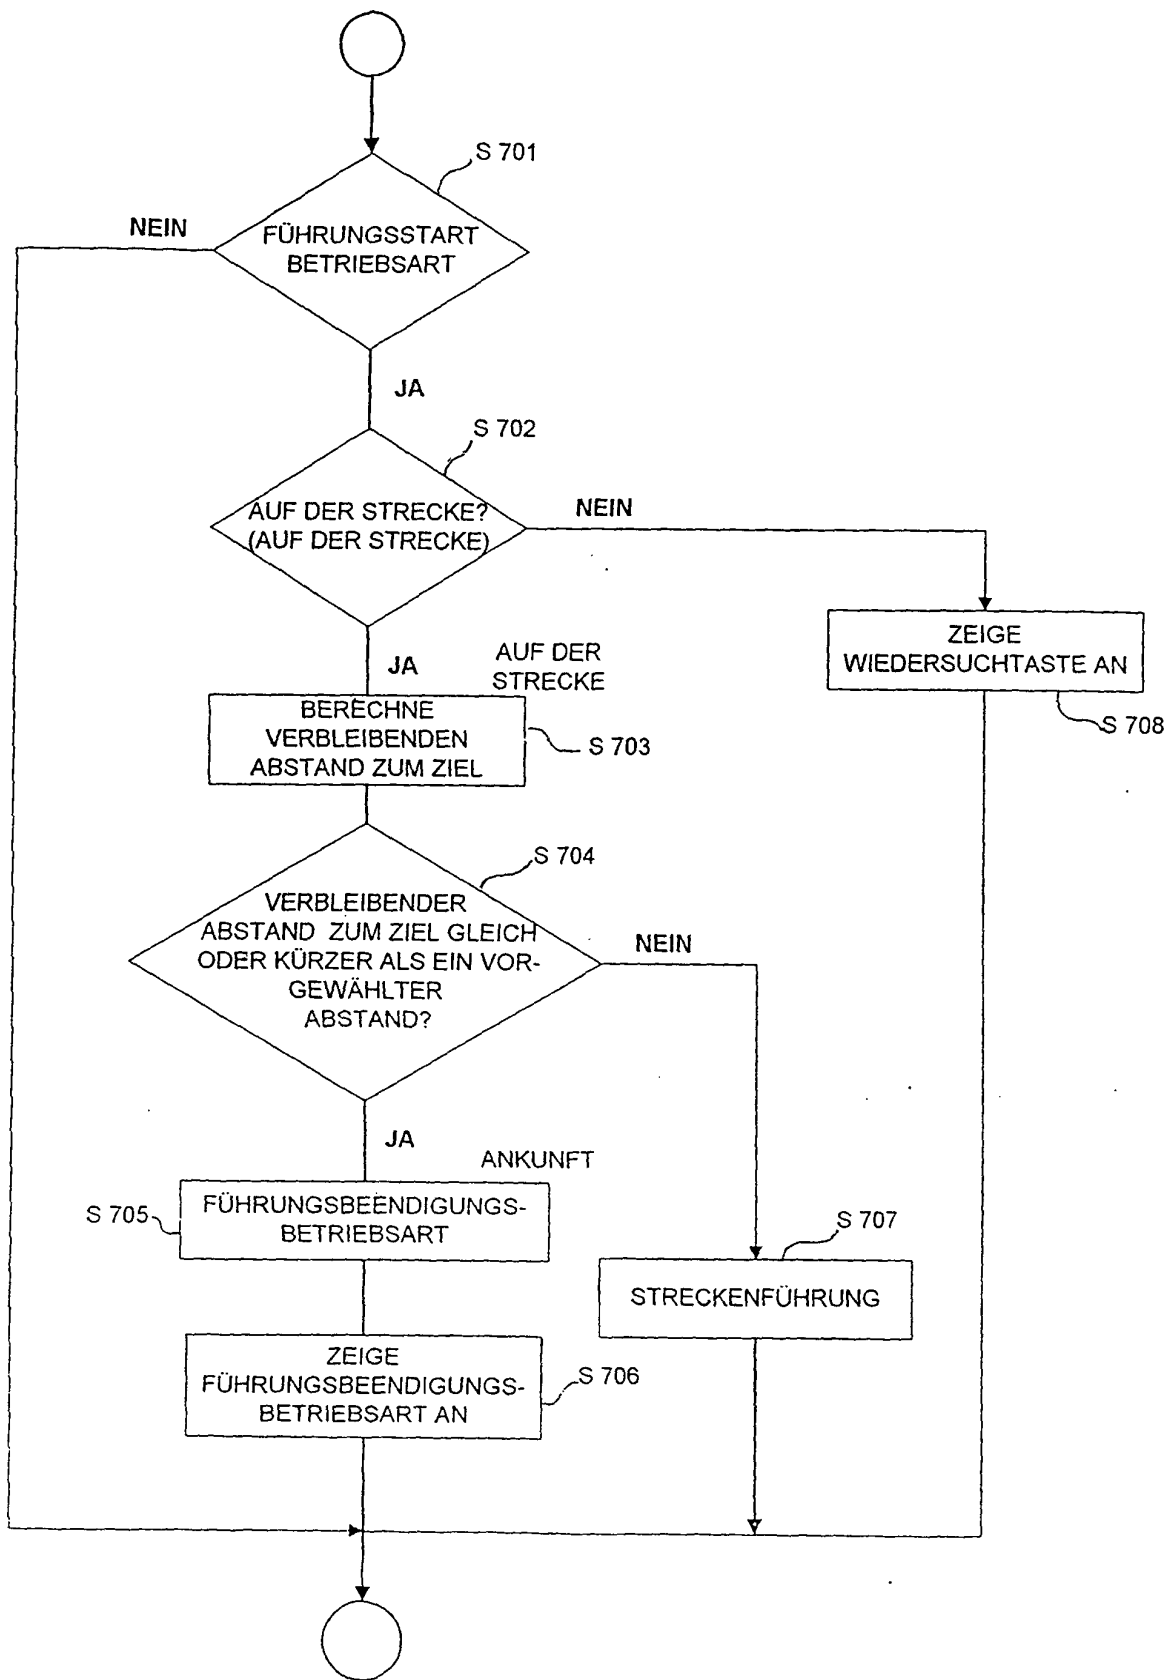 S 701
NEIN
FÜHRUNGSSTART
BETRIEBSART
JA
S 702
AUF DER STRECKE?
(AUF DER STRECKE)
NEIN
ZEIGE
WIEDERSUCHTASTE AN
S 708
JA
AUF DER
STRECKE
BERECHNE
VERBLEIBENDEN
ABSTAND ZUM ZIEL
S 703
S 704
VERBLEIBENDER
ABSTAND ZUM ZIEL GLEICH
ODER KÜRZER ALS EIN VOR-
GEWÄHLTER
ABSTAND?
NEIN
JA
ANKUNFT
S 705
FÜHRUNGSBEENDIGUNGS-
BETRIEBSART
S 707
STRECKENFÜHRUNG
ZEIGE
FÜHRUNGSBEENDIGUNGS-
BETRIEBSART AN
S 706